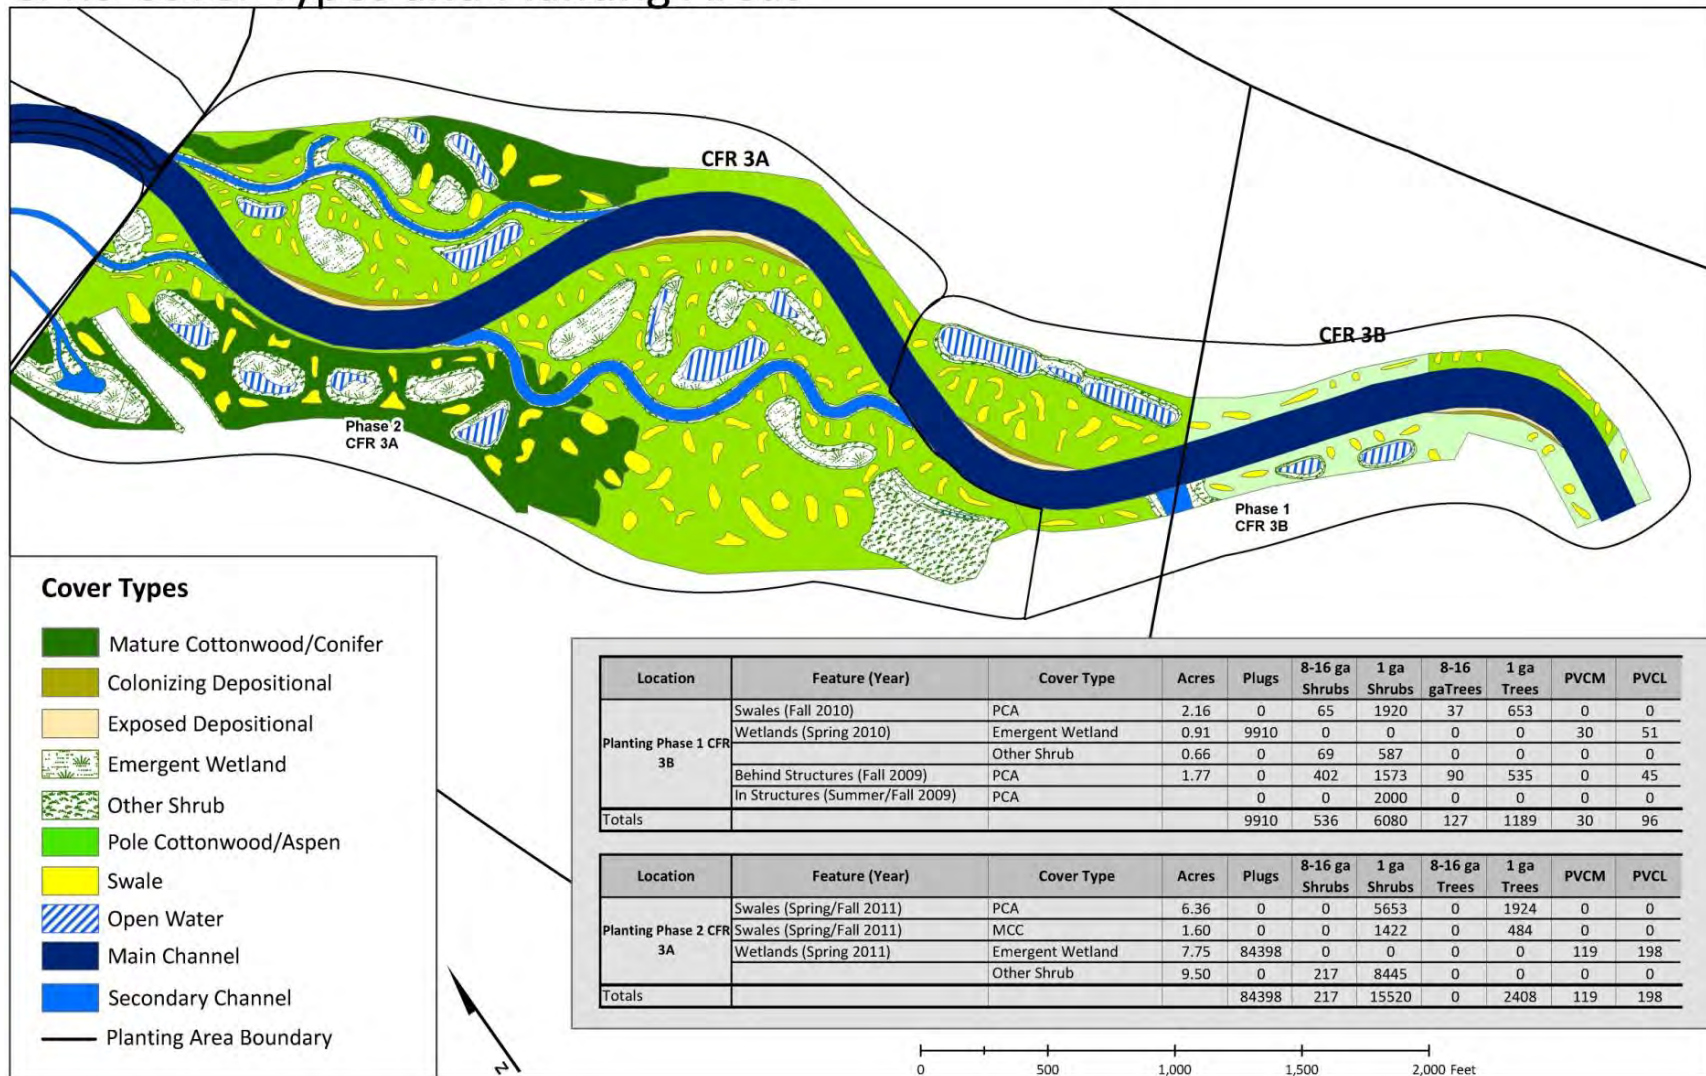 CFR 3A
CFR 3B
Phase 2
CFR 3A
Phase 1
CFR 3B
Cover Types
Mature Cottonwood/Conifer
Colonizing Depositional
Exposed Depositional
Emergent Wetland
Other Shrub
Pole Cottonwood/Aspen
Swale
Open Water
Main Channel
Secondary Channel
Planting Area Boundary
Location Feature (Year) Cover Type Acres Plugs 8-16 ga Shrubs 1 ga Shrubs 8-16 gaTrees 1 ga Trees PVCM PVCL
Planting Phase 1 CFR 3B
Swales (Fall 2010) PCA 2.16 0 65 1920 37 653 0 0
Wetlands (Spring 2010) Emergent Wetland 0.91 9910 0 0 0 0 30 51
Other Shrub 0.66 0 69 587 0 0 0 0
Behind Structures (Fall 2009) PCA 1.77 0 402 1573 90 535 0 45
In Structures (Summer/Fall 2009) PCA 0 0 2000 0 0 0 0
Totals 9910 536 6080 127 1189 30 96
Location Feature (Year) Cover Type Acres Plugs 8-16 ga Shrubs 1 ga Shrubs 8-16 ga Trees 1 ga Trees PVCM PVCL
Planting Phase 2 CFR 3A
Swales (Spring/Fall 2011) PCA 6.36 0 0 5653 0 1924 0 0
Swales (Spring/Fall 2011) MCC 1.60 0 0 1422 0 484 0 0
Wetlands (Spring 2011) Emergent Wetland 7.75 84398 0 0 0 0 119 198
Other Shrub 9.50 0 217 8445 0 0 0 0
Totals 84398 217 15520 0 2408 119 198
N
0 500 1,000 1,500 2,000 Feet